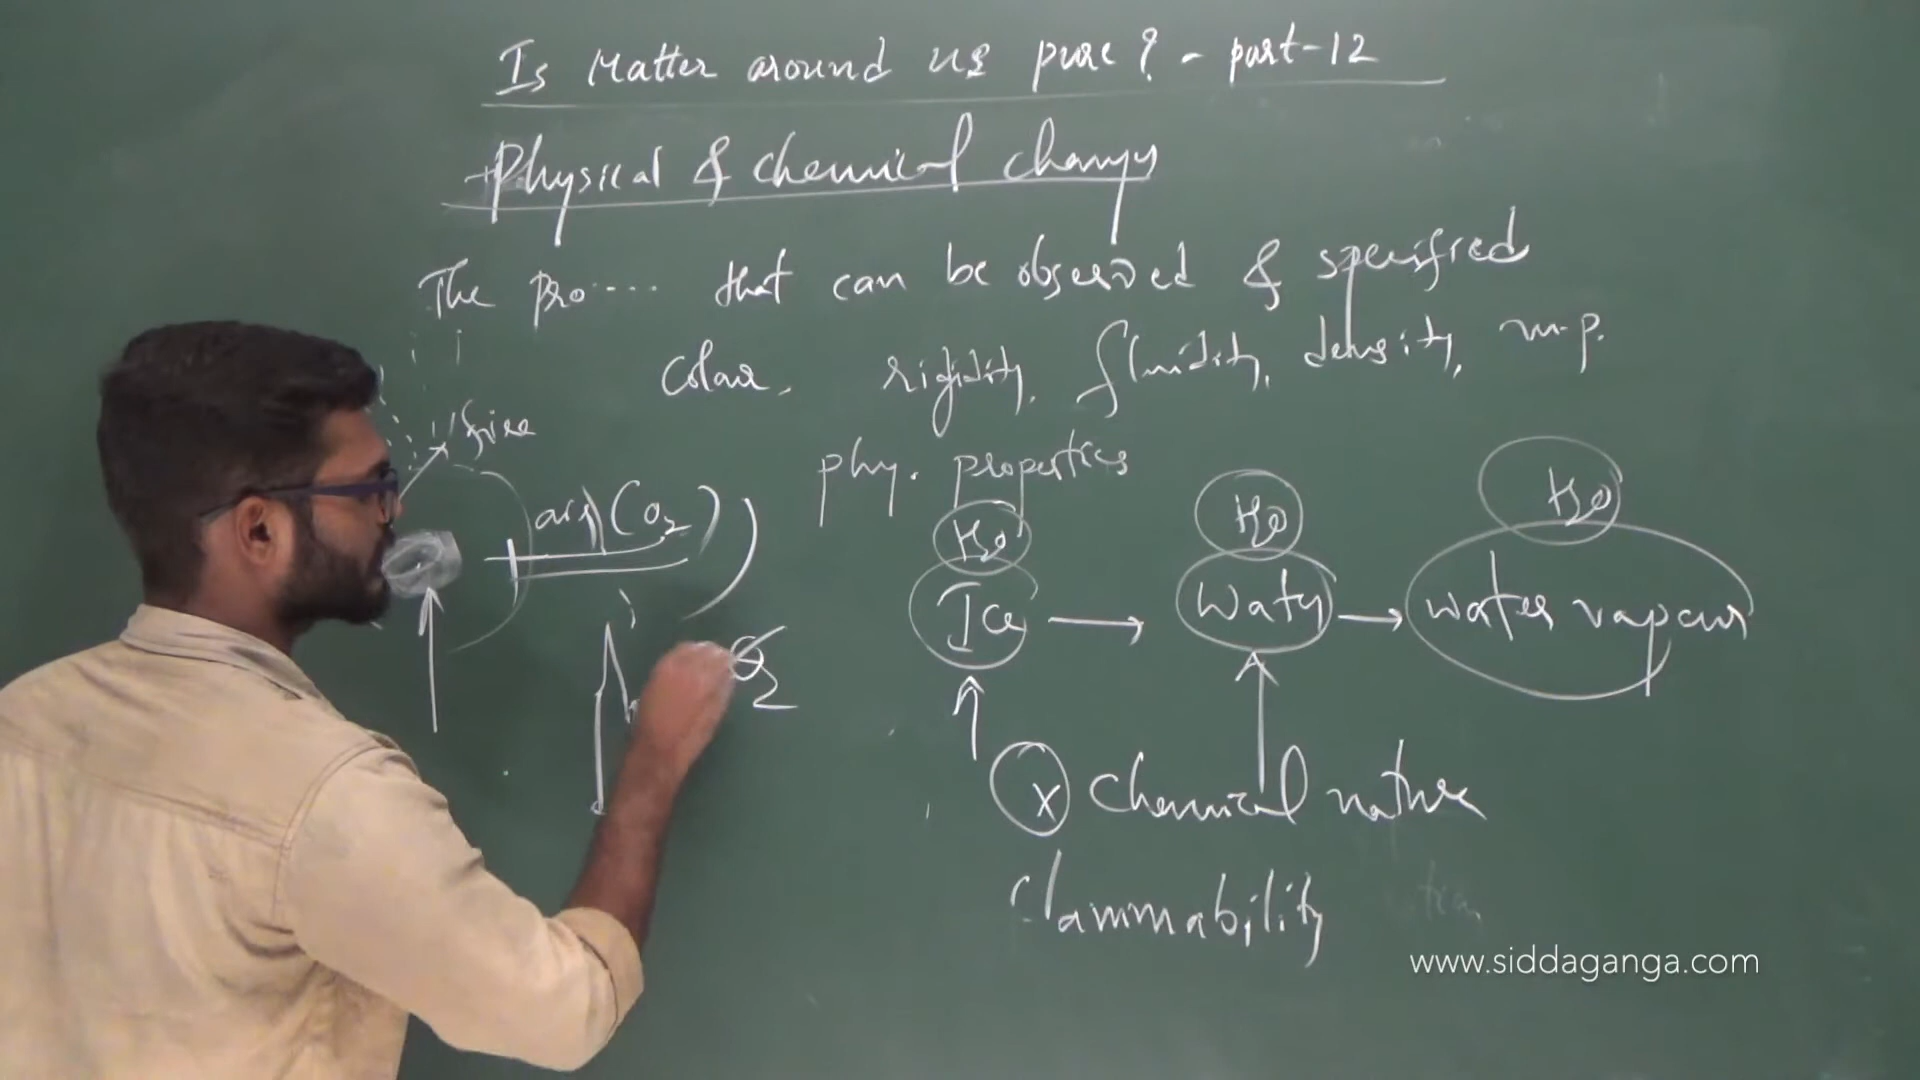 Is Matter around us pure? - part-12
Physical & chemical changes
The pro.... that can be observed & specified
Colour, rigidity, fluidity, density, m.p.
fire
phy. properties
air (O2)
H2O H2O H2O
Ice → Water → water vapour
O2
x Chemical nature
flammability
www.siddaganga.com